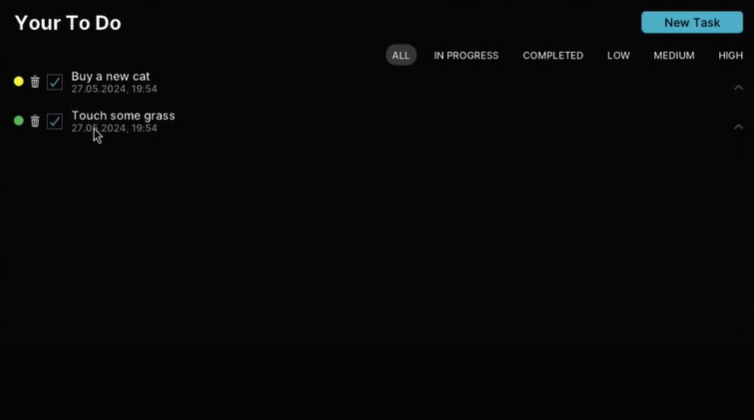 Your To Do
New Task
ALL IN PROGRESS COMPLETED LOW MEDIUM HIGH
Buy a new cat
27.05.2024, 19:54
Touch some grass
27.05.2024, 19:54